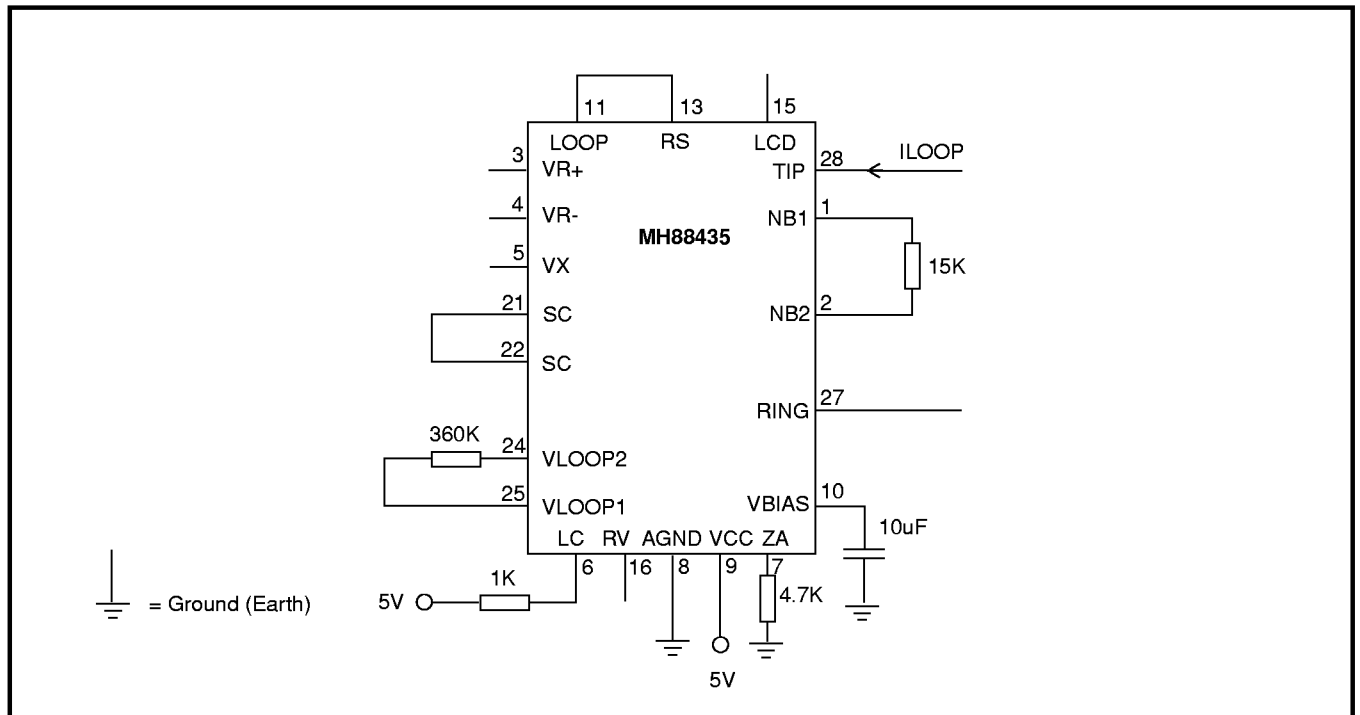 11 13 15
LOOP RS LCD
3 VR+
TIP 28 ILOOP
4 VR-
NB1 1
MH88435
5 VX
15K
21 SC
NB2 2
22 SC
RING 27
360K 24 VLOOP2
25 VLOOP1
VBIAS 10
10uF
LC RV AGND VCC ZA
6 16 8 9 7
5V 1K
4.7K
= Ground (Earth)
5V